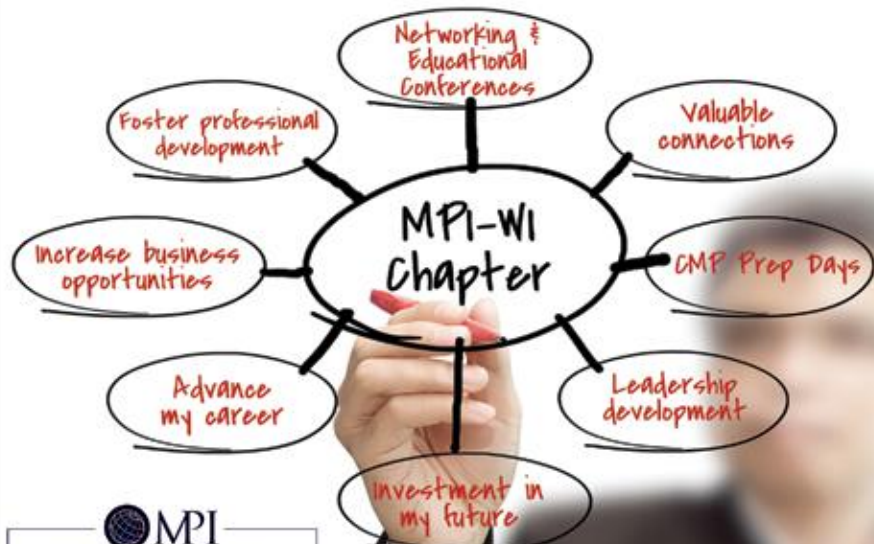 Networking &
Educational
Conferences
Foster professional
development
Valuable
connections
MPI-WI
Chapter
Increase business
opportunities
CMP Prep Days
Advance
my career
Leadership
development
Investment in
my future
MPI